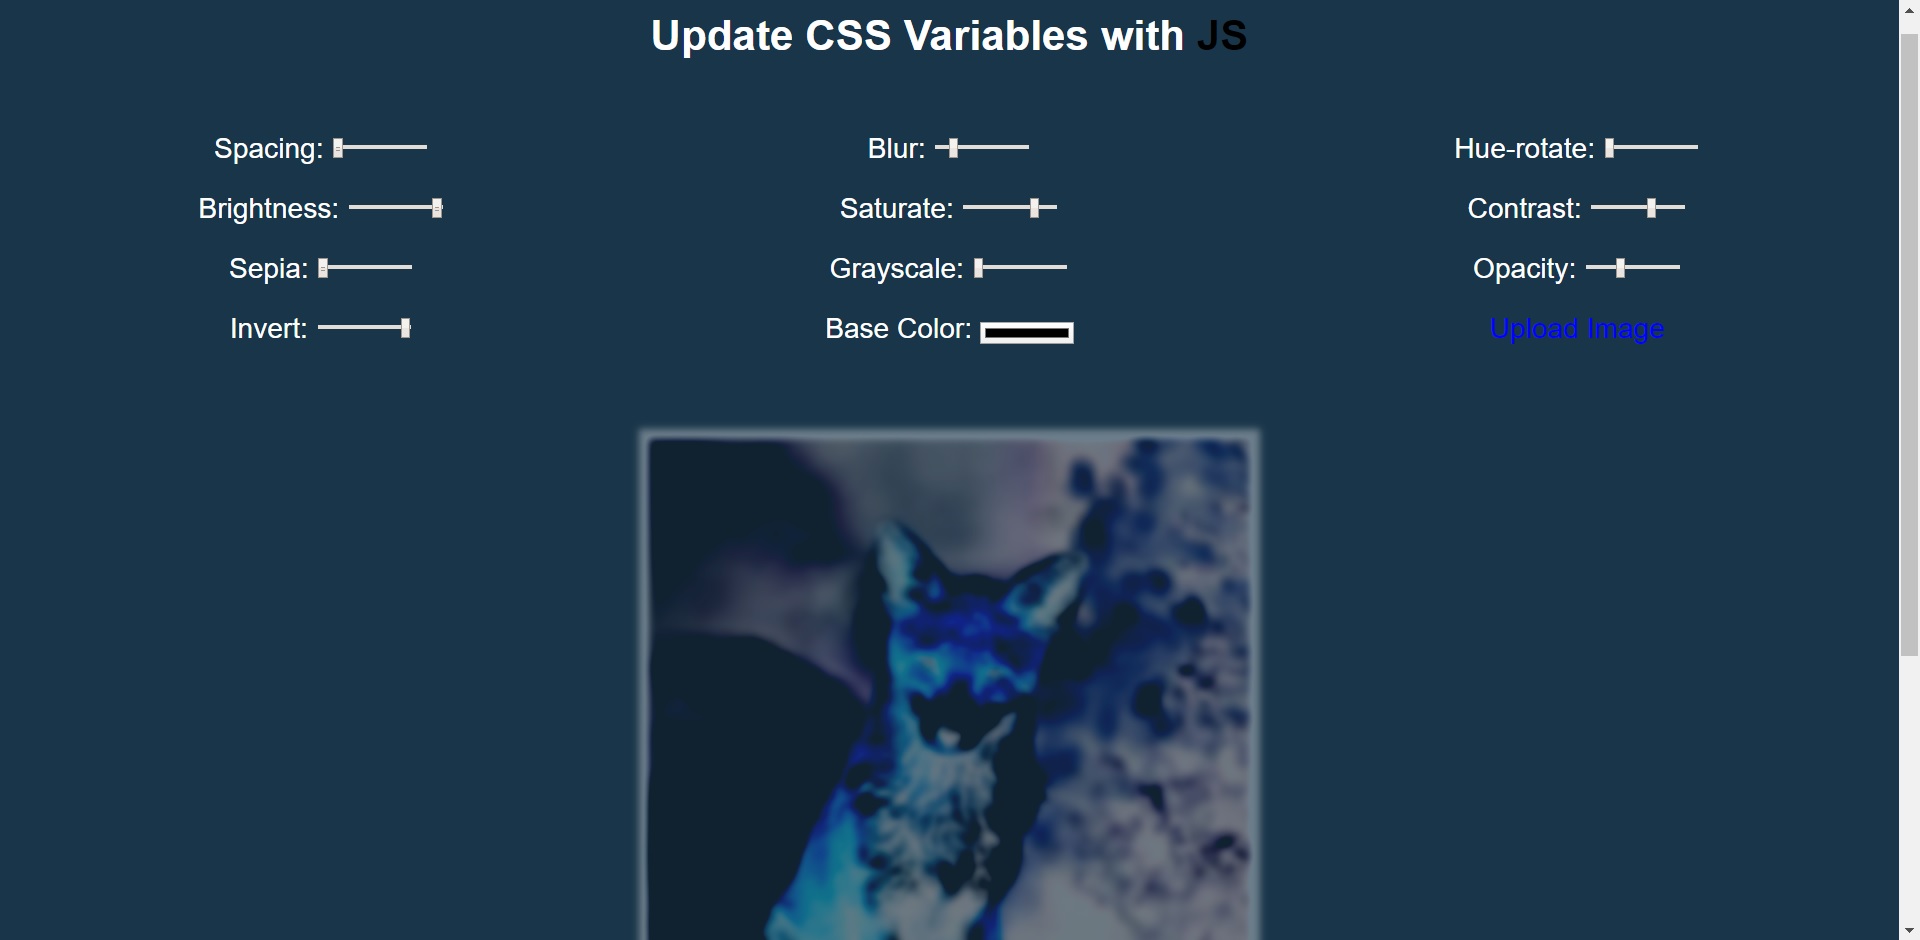 Update CSS Variables with JS
Spacing: Blur: Hue-rotate:
Brightness: Saturate: Contrast:
Sepia: Grayscale: Opacity:
Invert: Base Color: Upload Image